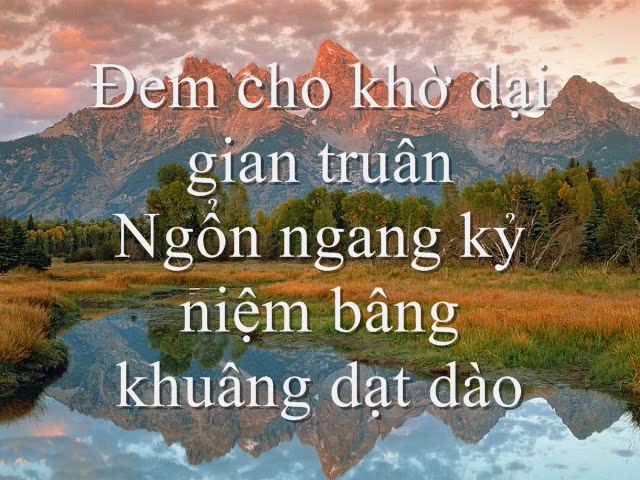 Đem cho khờ dại
gian truân
Ngổn ngang kỷ
niệm bâng
khuâng dạt dào